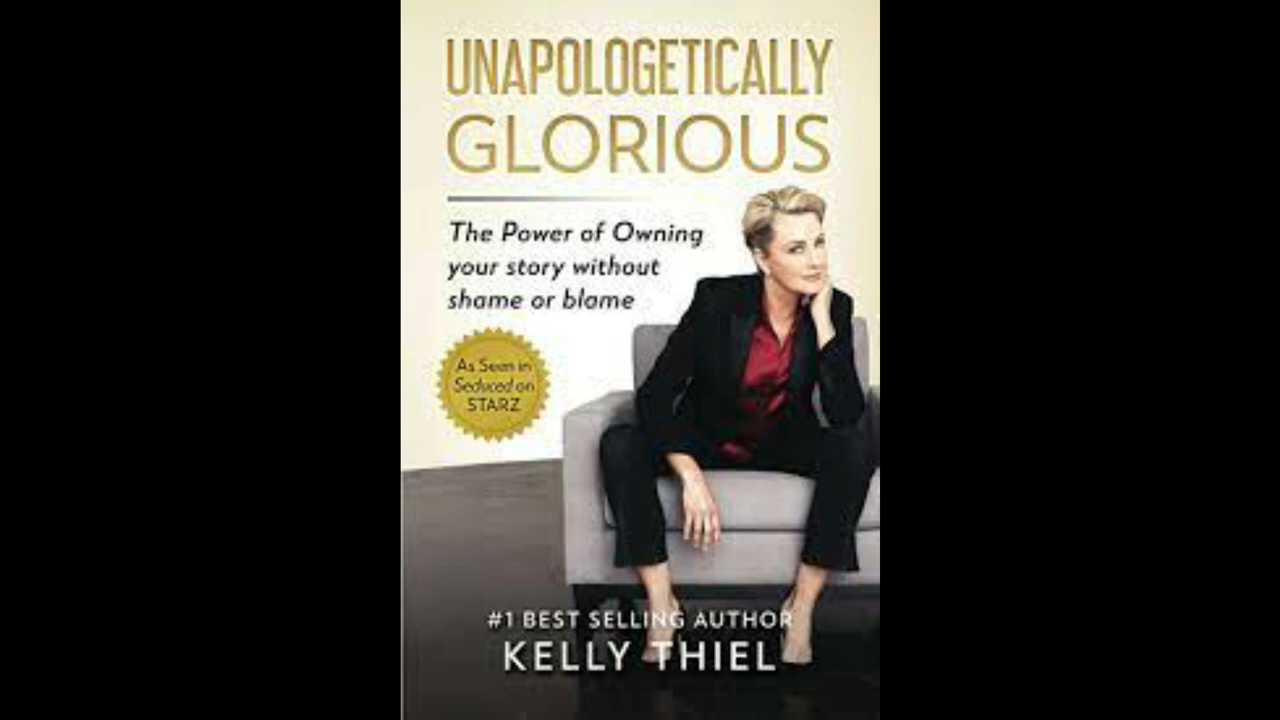 UNAPOLOGETICALLY
GLORIOUS
The Power of Owning
your story without
shame or blame
As Seen in
Seduced on
STARZ
#1 BEST SELLING AUTHOR
KELLY THIEL